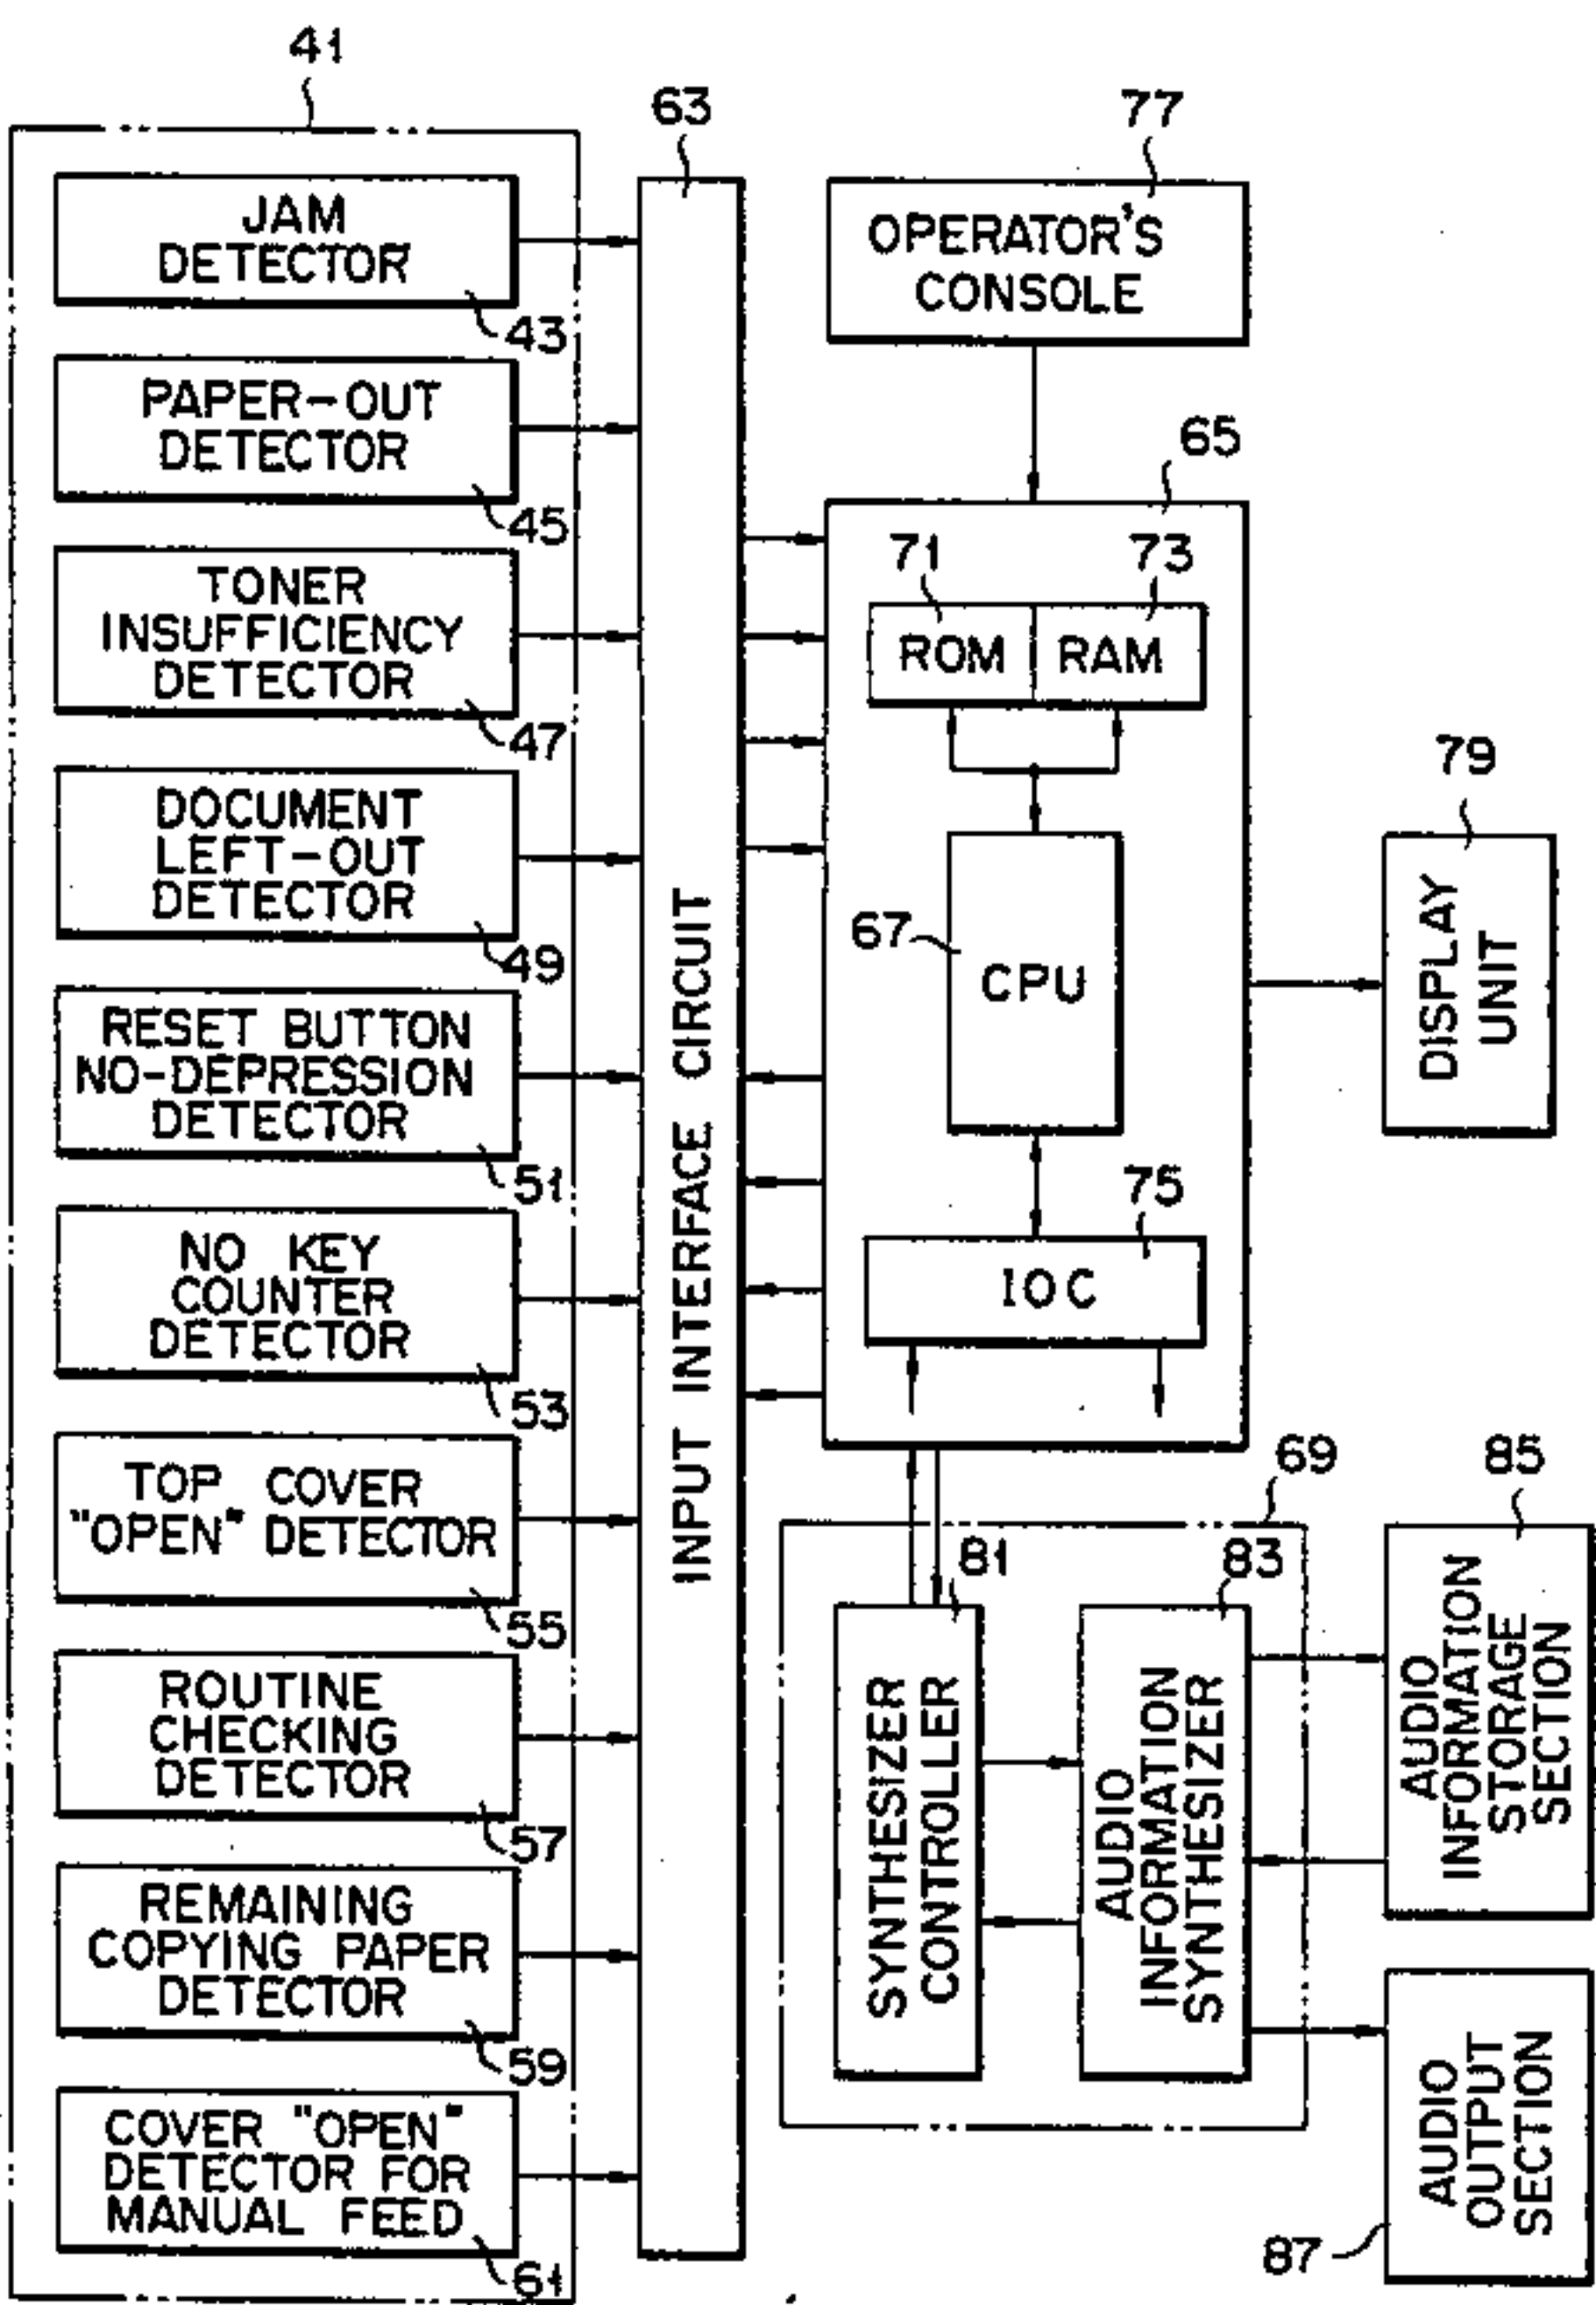 41
JAM
DETECTOR
43
PAPER-OUT
DETECTOR
45
TONER
INSUFFICIENCY
DETECTOR
47
DOCUMENT
LEFT-OUT
DETECTOR
49
RESET BUTTON
NO-DEPRESSION
DETECTOR
51
NO KEY
COUNTER
DETECTOR
53
TOP COVER
"OPEN" DETECTOR
55
ROUTINE
CHECKING
DETECTOR
57
REMAINING
COPYING PAPER
DETECTOR
59
COVER "OPEN"
DETECTOR FOR
MANUAL FEED
61
63
INPUT INTERFACE CIRCUIT
77
OPERATOR'S
CONSOLE
65
71
73
ROM
RAM
67
CPU
75
IOC
79
DISPLAY
UNIT
69
81
SYNTHESIZER
CONTROLLER
83
AUDIO
INFORMATION
SYNTHESIZER
85
AUDIO
INFORMATION
STORAGE
SECTION
AUDIO
OUTPUT
SECTION
87